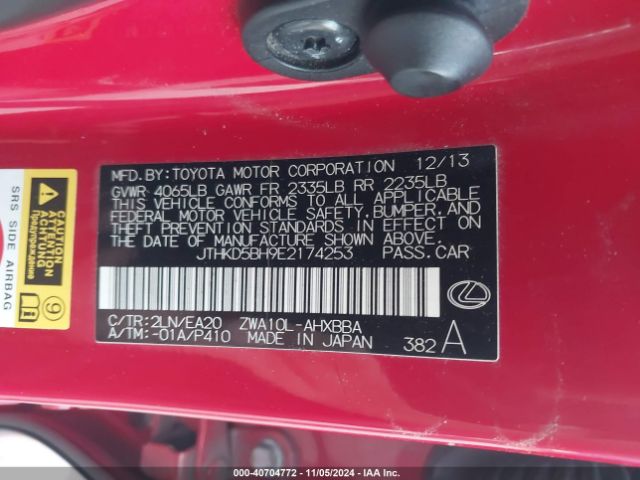 MFD. BY: TOYOTA MOTOR CORPORATION 12/13
GVWR 4065LB GAWR FR 2335LB RR 2235LB
THIS VEHICLE CONFORMS TO ALL APPLICABLE
FEDERAL MOTOR VEHICLE SAFETY, BUMPER, AND
THEFT PREVENTION STANDARDS IN EFFECT ON
THE DATE OF MANUFACTURE SHOWN ABOVE.
JTHKD5BH9E2174253 PASS. CAR
C/TR: 2LN/EA20 ZWA10L-AHXBBA
A/TM: -01A/P410 MADE IN JAPAN 382 A
SRS SIDE AIRBAG
ACHTUNG
9
000-40704772 - 11/05/2024 - IAA Inc.